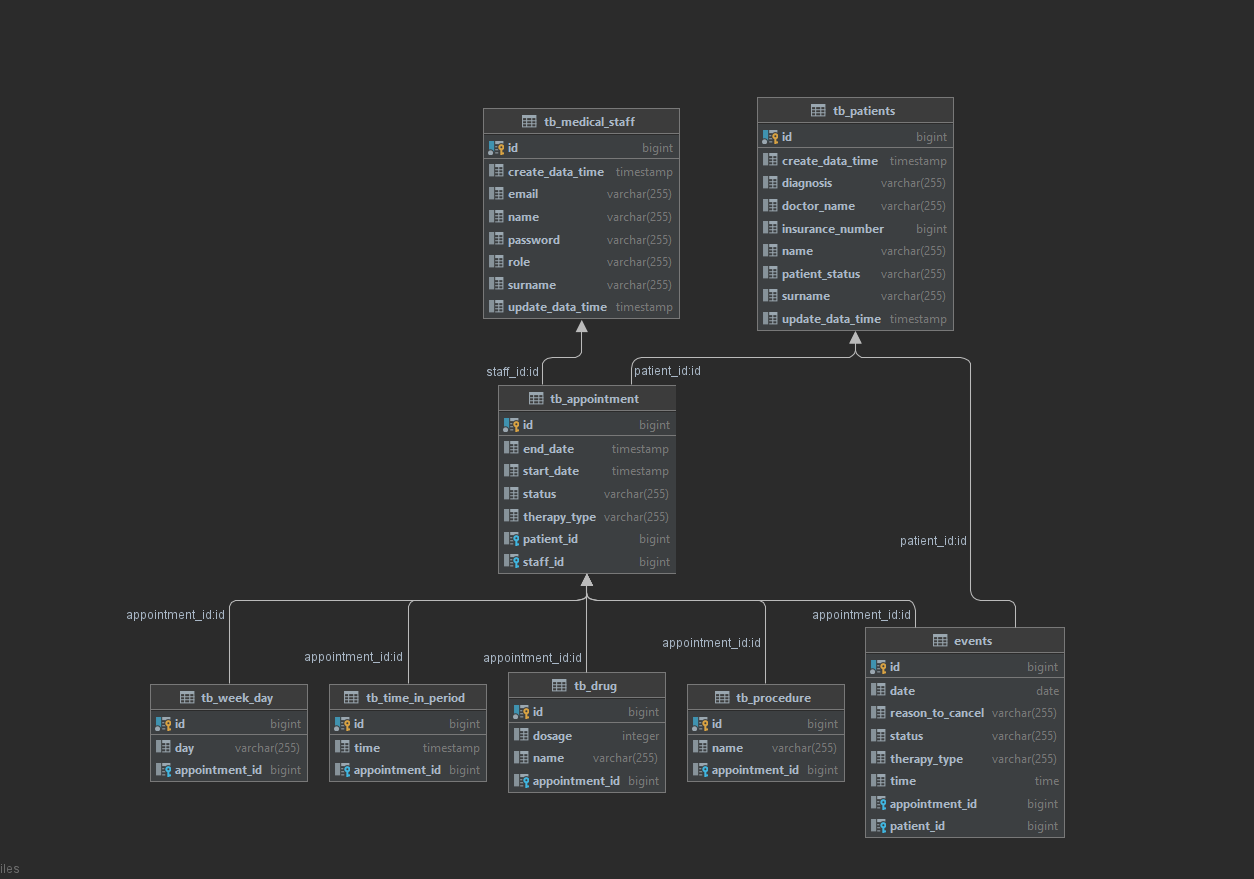 tb_medical_staff
id bigint
create_data_time timestamp
email varchar(255)
name varchar(255)
password varchar(255)
role varchar(255)
surname varchar(255)
update_data_time timestamp
tb_patients
id bigint
create_data_time timestamp
diagnosis varchar(255)
doctor_name varchar(255)
insurance_number bigint
name varchar(255)
patient_status varchar(255)
surname varchar(255)
update_data_time timestamp
staff_id:id
patient_id:id
tb_appointment
id bigint
end_date timestamp
start_date timestamp
status varchar(255)
therapy_type varchar(255)
patient_id bigint
staff_id bigint
patient_id:id
appointment_id:id
appointment_id:id
appointment_id:id
appointment_id:id
appointment_id:id
tb_week_day
id bigint
day varchar(255)
appointment_id bigint
tb_time_in_period
id bigint
time timestamp
appointment_id bigint
tb_drug
id bigint
dosage integer
name varchar(255)
appointment_id bigint
tb_procedure
id bigint
name varchar(255)
appointment_id bigint
events
id bigint
date date
reason_to_cancel varchar(255)
status varchar(255)
therapy_type varchar(255)
time time
appointment_id bigint
patient_id bigint
iles